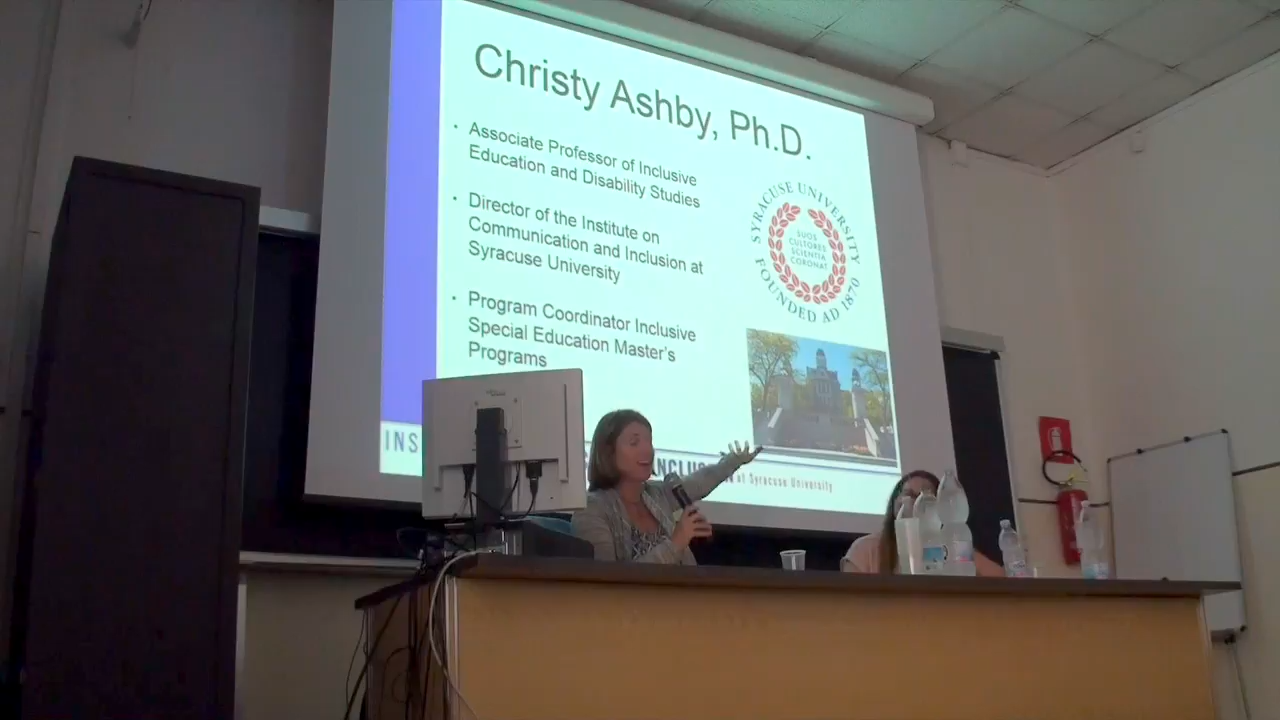 Christy Ashby, Ph.D.
· Associate Professor of Inclusive
Education and Disability Studies
· Director of the Institute on
Communication and Inclusion at
Syracuse University
· Program Coordinator Inclusive
Special Education Master's
Programs
SYRACUSE UNIVERSITY
FOUNDED AD 1870
SUOS
CULTORES
SCIENTIA
CORONAT
INS
at Syracuse University